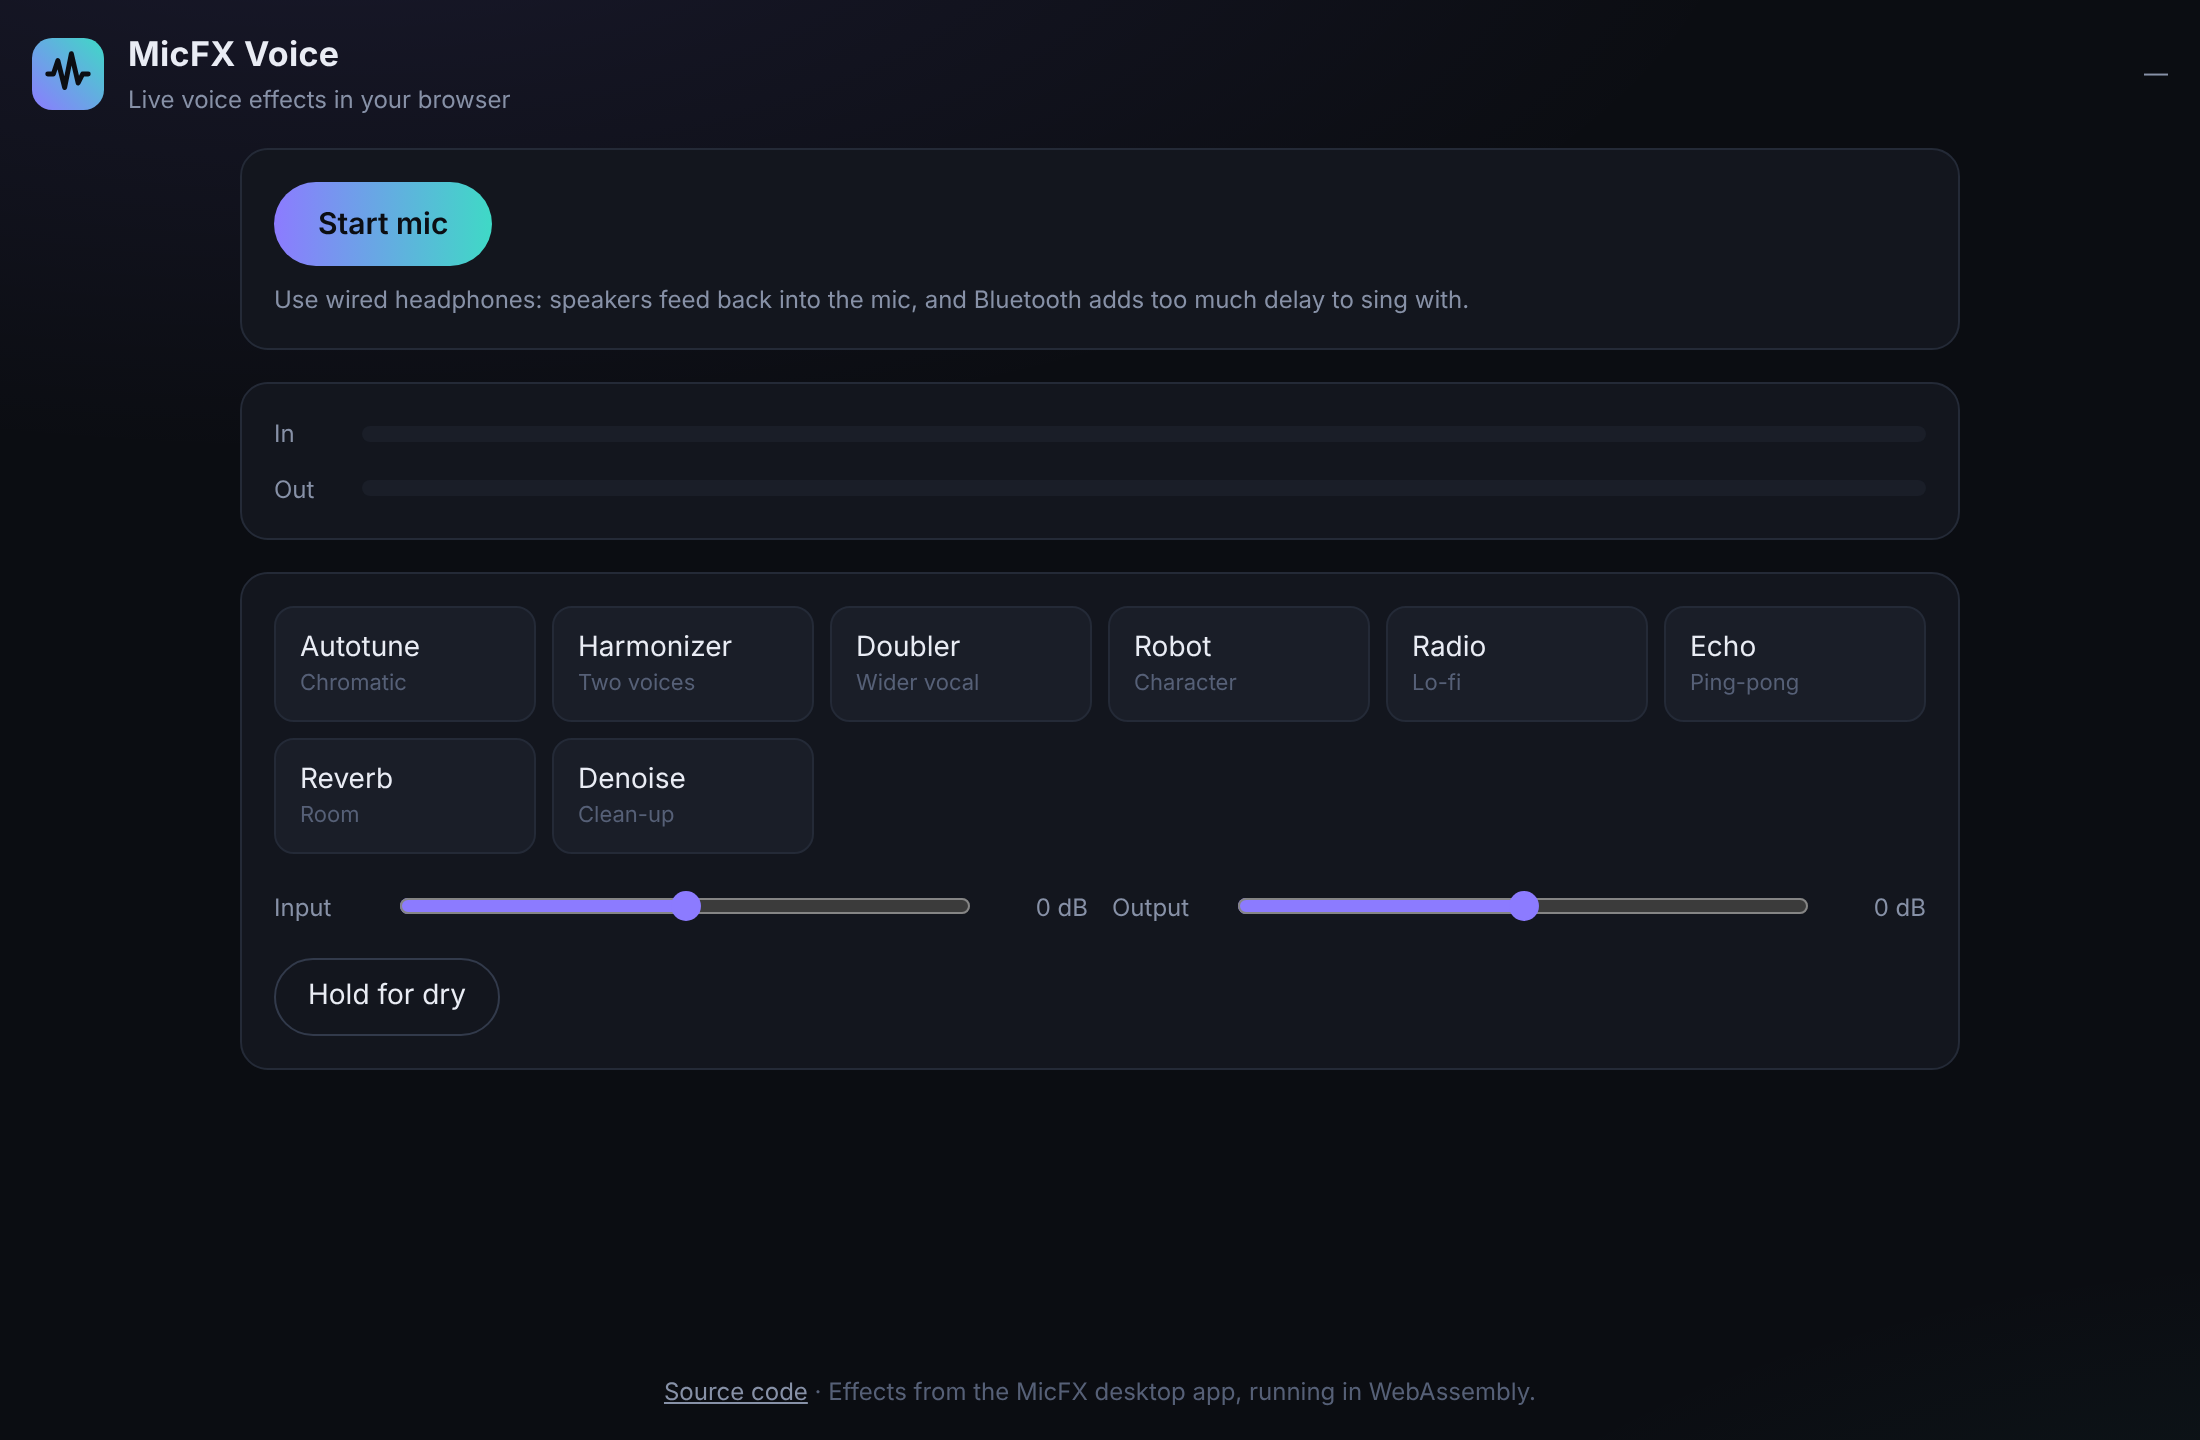 MicFX Voice
Live voice effects in your browser
—
Start mic
Use wired headphones: speakers feed back into the mic, and Bluetooth adds too much delay to sing with.
In
Out
Autotune
Chromatic
Harmonizer
Two voices
Doubler
Wider vocal
Robot
Character
Radio
Lo-fi
Echo
Ping-pong
Reverb
Room
Denoise
Clean-up
Input 0 dB Output 0 dB
Hold for dry
Source code · Effects from the MicFX desktop app, running in WebAssembly.